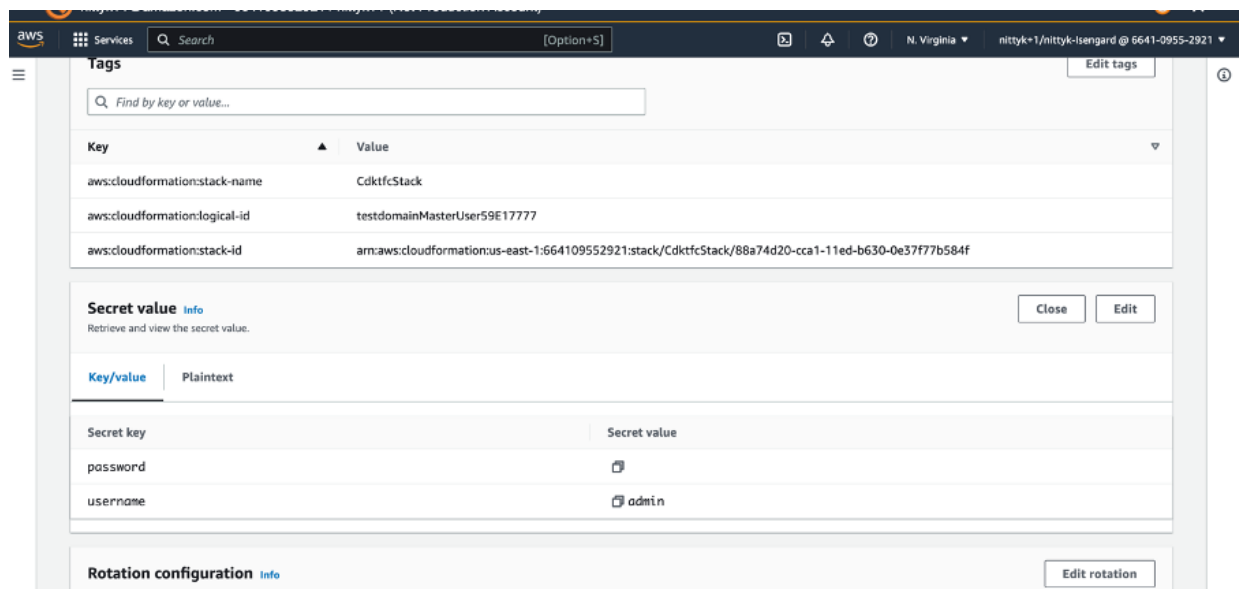 aws Services Search [Option+S] N. Virginia nittyk+1/nittyk-Isengard @ 6641-0955-2921
Tags Edit tags
Find by key or value...
Key Value
aws:cloudformation:stack-name CdktfcStack
aws:cloudformation:logical-id testdomainMasterUser59E17777
aws:cloudformation:stack-id arn:aws:cloudformation:us-east-1:664109552921:stack/CdktfcStack/88a74d20-cca1-11ed-b630-0e37f77b584f
Secret value Info Close Edit
Retrieve and view the secret value.
Key/value Plaintext
Secret key Secret value
password
username admin
Rotation configuration Info Edit rotation